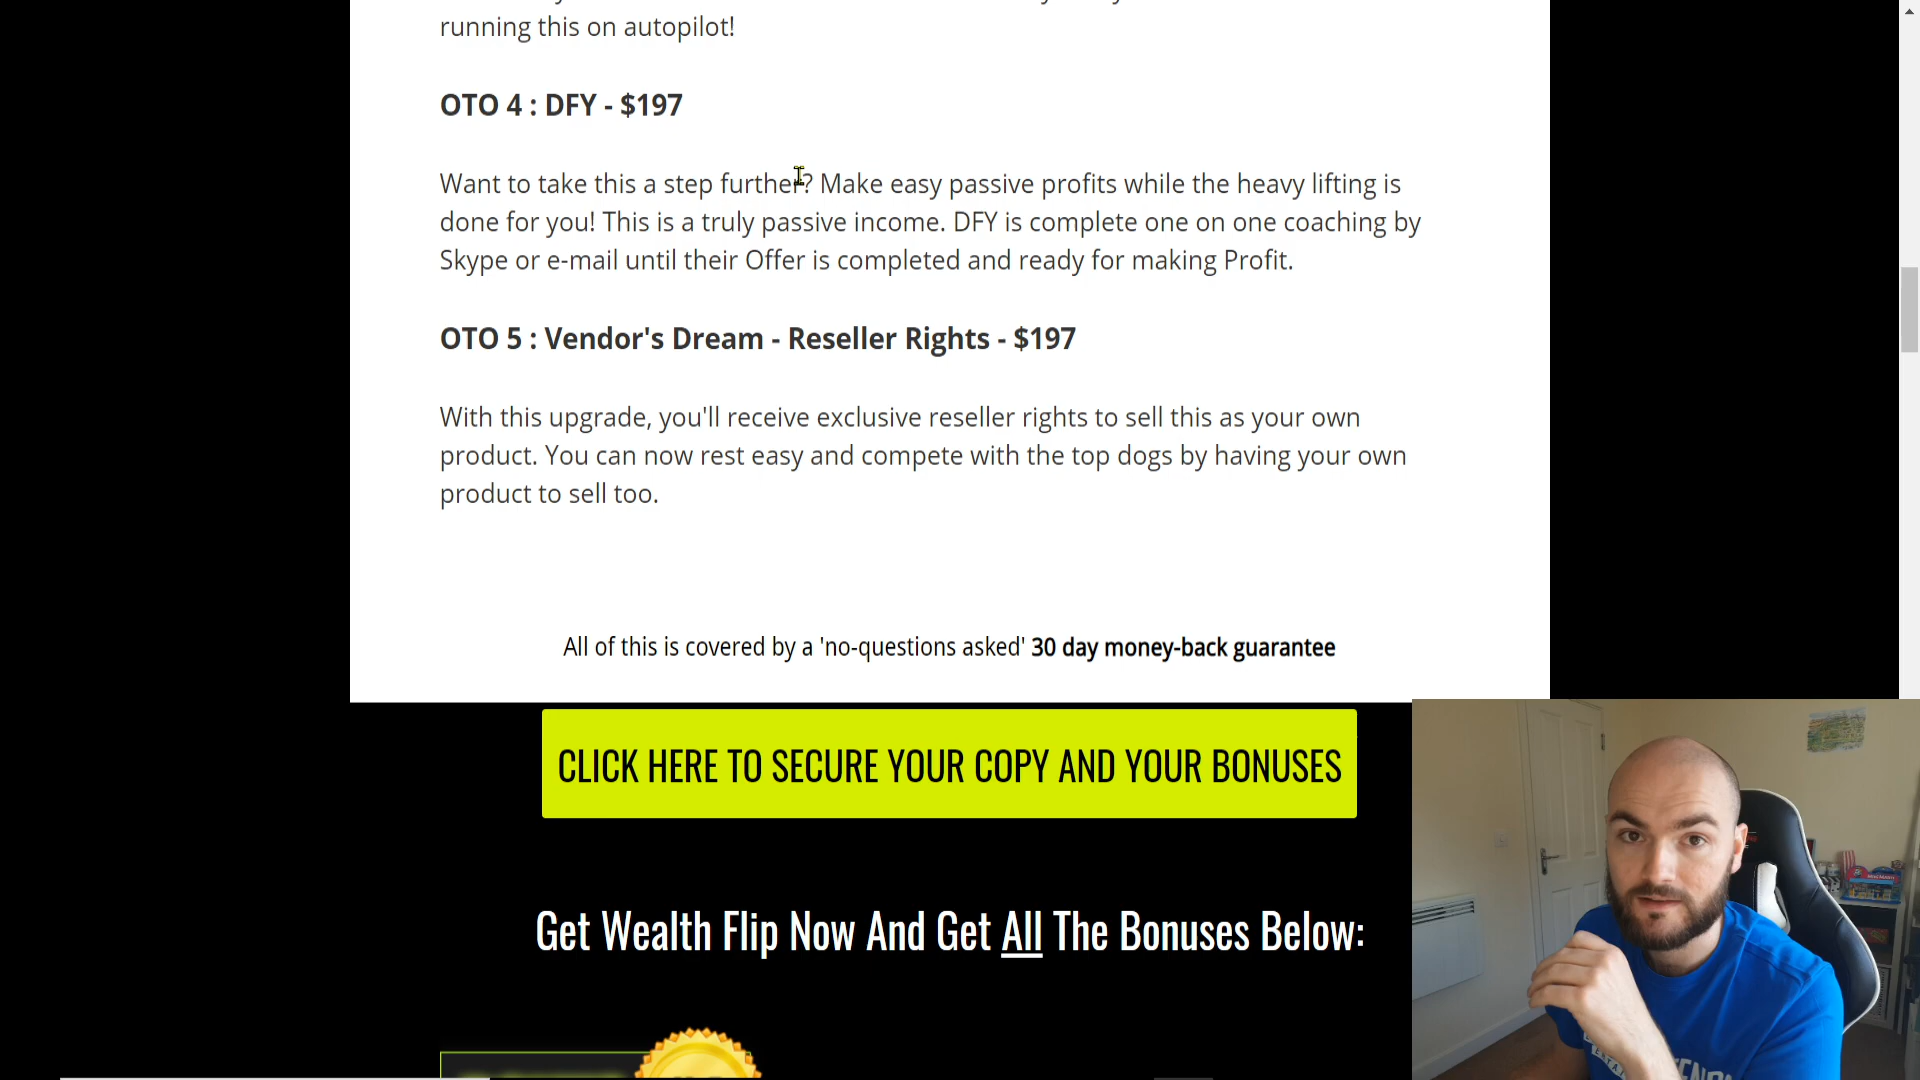 running this on autopilot!
OTO 4 : DFY - $197
Want to take this a step further? Make easy passive profits while the heavy lifting is
done for you! This is a truly passive income. DFY is complete one on one coaching by
Skype or e-mail until their Offer is completed and ready for making Profit.
OTO 5 : Vendor's Dream - Reseller Rights - $197
With this upgrade, you'll receive exclusive reseller rights to sell this as your own
product. You can now rest easy and compete with the top dogs by having your own
product to sell too.
All of this is covered by a 'no-questions asked' 30 day money-back guarantee
CLICK HERE TO SECURE YOUR COPY AND YOUR BONUSES
Get Wealth Flip Now And Get All The Bonuses Below: